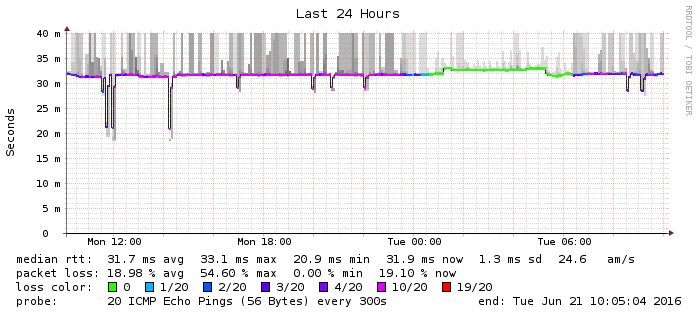 Last 24 Hours
RRDTOOL / TOBI OETIKER
Seconds
40 m
35 m
30 m
25 m
20 m
15 m
10 m
5 m
0
Mon 12:00 Mon 18:00 Tue 00:00 Tue 06:00
median rtt: 31.7 ms avg 33.1 ms max 20.9 ms min 31.9 ms now 1.3 ms sd 24.6 am/s
packet loss: 18.98 % avg 54.60 % max 0.00 % min 19.10 % now
loss color: 0 1/20 2/20 3/20 4/20 10/20 19/20
probe: 20 ICMP Echo Pings (56 Bytes) every 300s end: Tue Jun 21 10:05:04 2016